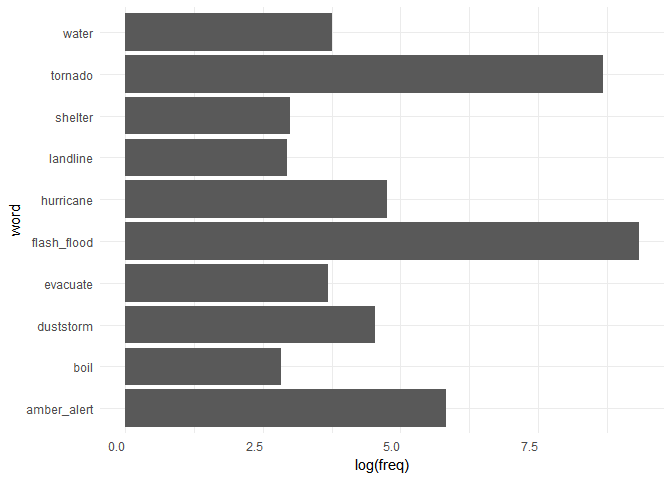 water
tornado
shelter
landline
hurricane
flash_flood
evacuate
duststorm
boil
amber_alert
word
0.0 2.5 5.0 7.5
log(freq)